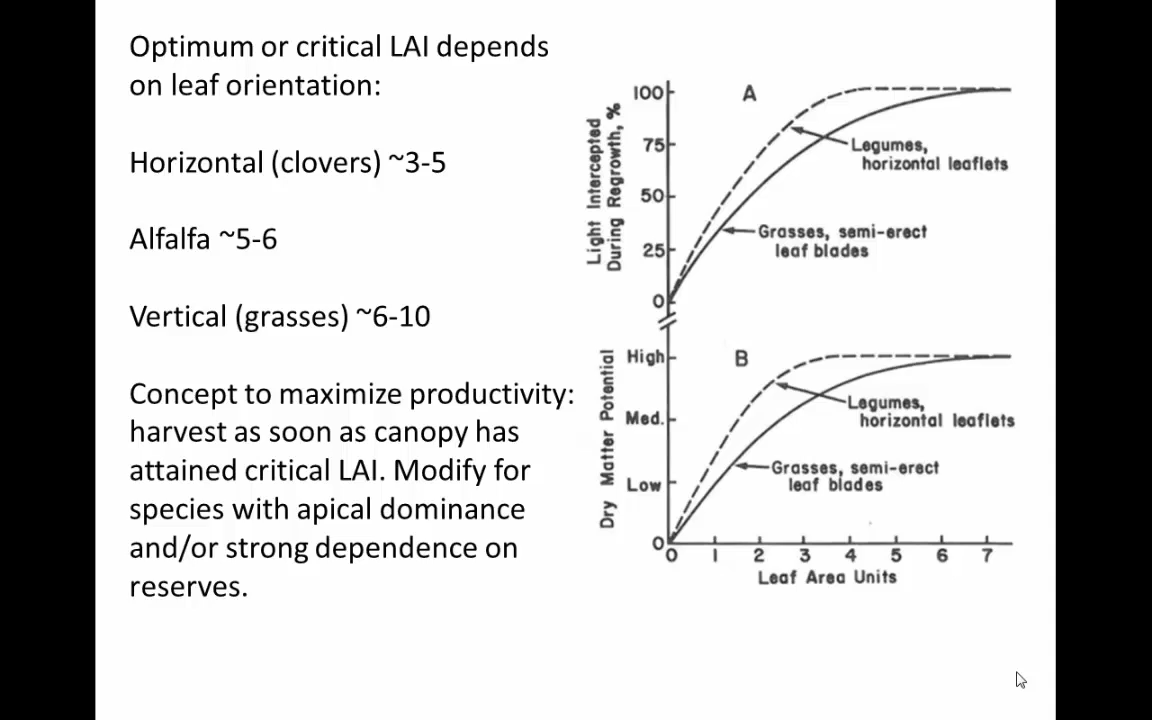 Optimum or critical LAI depends
on leaf orientation:
Horizontal (clovers) ~3-5
Alfalfa ~5-6
Vertical (grasses) ~6-10
Concept to maximize productivity:
harvest as soon as canopy has
attained critical LAI. Modify for
species with apical dominance
and/or strong dependence on
reserves.
Light Intercepted
During Regrowth, %
100
75
50
25
0
A
Legumes,
horizontal leaflets
Grasses, semi-erect
leaf blades
Dry Matter Potential
High
Med.
Low
0
B
Legumes,
horizontal leaflets
Grasses, semi-erect
leaf blades
0 1 2 3 4 5 6 7
Leaf Area Units